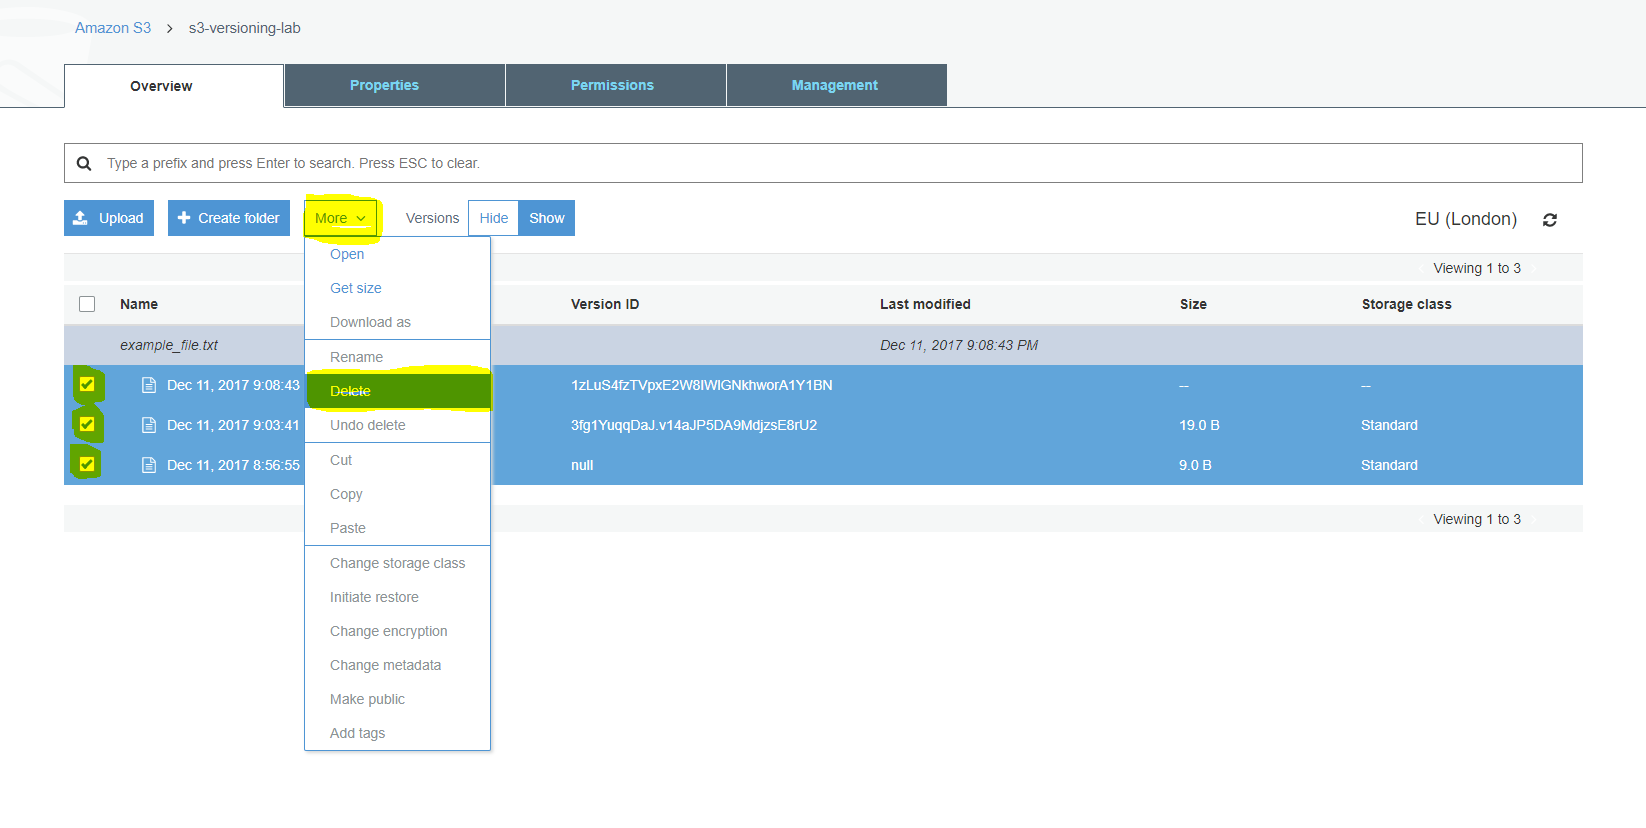 Amazon S3 > s3-versioning-lab
Overview Properties Permissions Management
Type a prefix and press Enter to search. Press ESC to clear.
Upload Create folder More Versions Hide Show EU (London)
Open
Viewing 1 to 3
Get size
Name Version ID Last modified Size Storage class
Download as
example_file.txt Dec 11, 2017 9:08:43 PM
Rename
Dec 11, 2017 9:08:43 1zLuS4fzTVpxE2W8IWIGNkhworA1Y1BN -- --
Delete
Dec 11, 2017 9:03:41 3fg1YuqqDaJ.v14aJP5DA9MdjzsE8rU2 19.0 B Standard
Undo delete
Dec 11, 2017 8:56:55 null 9.0 B Standard
Cut
Copy
Paste
Viewing 1 to 3
Change storage class
Initiate restore
Change encryption
Change metadata
Make public
Add tags